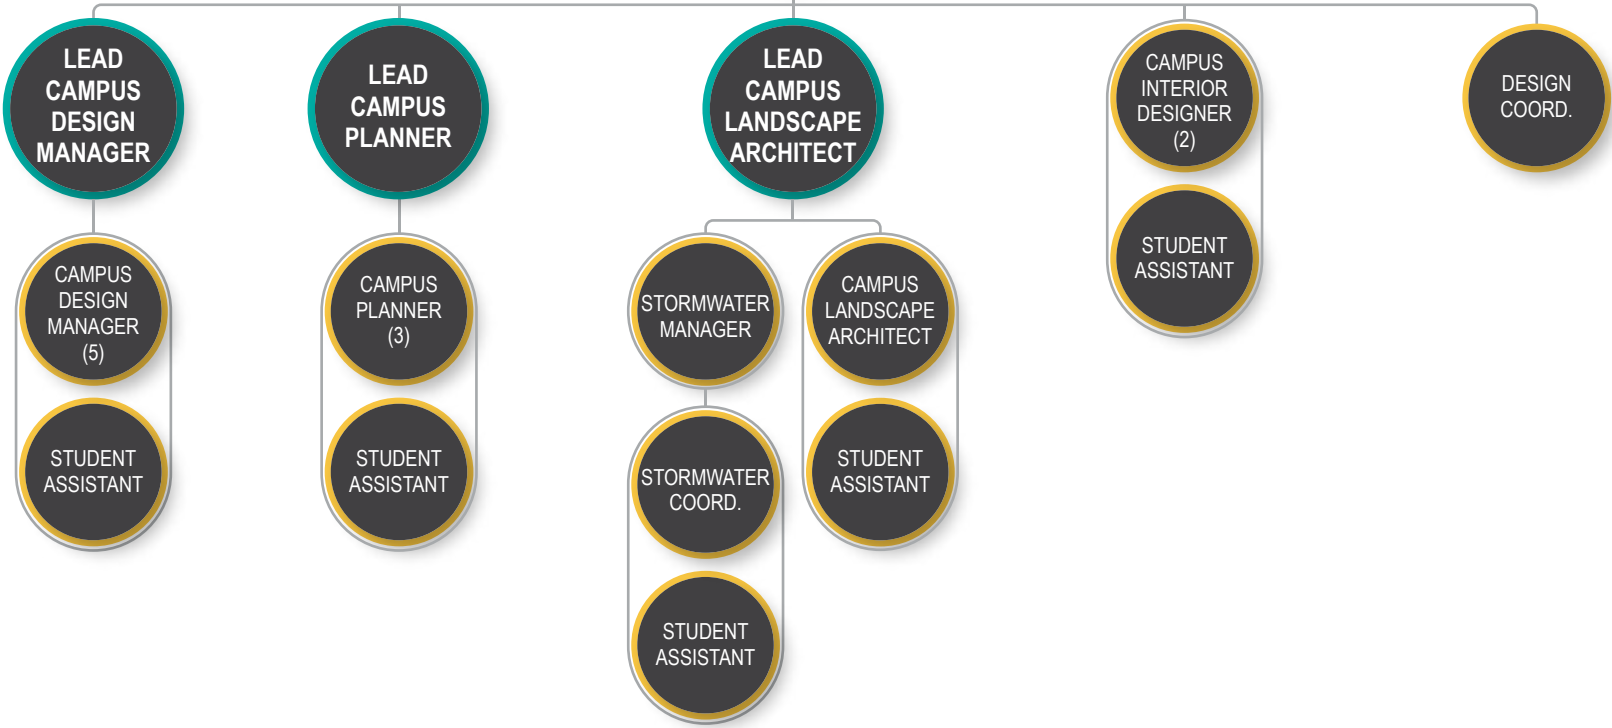 LEAD
CAMPUS
DESIGN
MANAGER
LEAD
CAMPUS
PLANNER
LEAD
CAMPUS
LANDSCAPE
ARCHITECT
CAMPUS
INTERIOR
DESIGNER
(2)
DESIGN
COORD.
CAMPUS
DESIGN
MANAGER
(5)
STUDENT
ASSISTANT
CAMPUS
PLANNER
(3)
STUDENT
ASSISTANT
STORMWATER
MANAGER
STORMWATER
COORD.
STUDENT
ASSISTANT
CAMPUS
LANDSCAPE
ARCHITECT
STUDENT
ASSISTANT
STUDENT
ASSISTANT